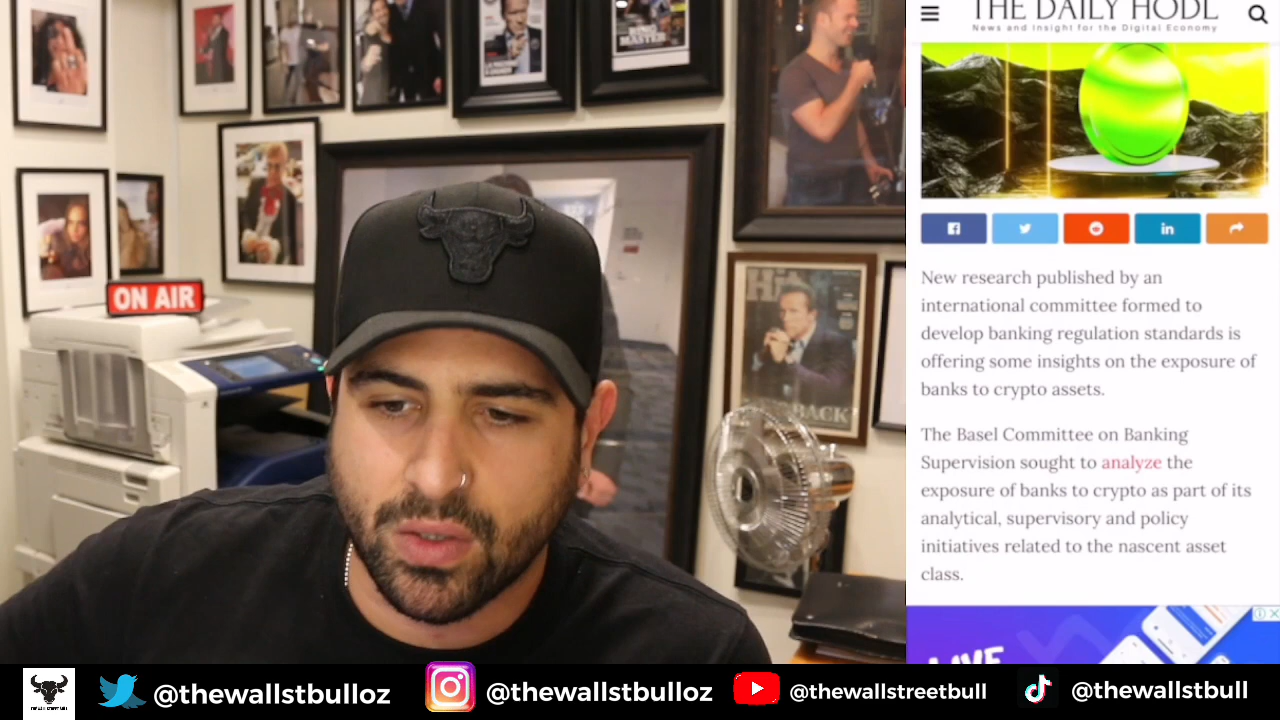 THE DAILY HODL
News and Insight for the Digital Economy
ON AIR
BACK
New research published by an
international committee formed to
develop banking regulation standards is
offering some insights on the exposure of
banks to crypto assets.
The Basel Committee on Banking
Supervision sought to analyze the
exposure of banks to crypto as part of its
analytical, supervisory and policy
initiatives related to the nascent asset
class.
LIVE
@thewallstbulloz
@thewallstbulloz
@thewallstreetbull
@thewallstbull